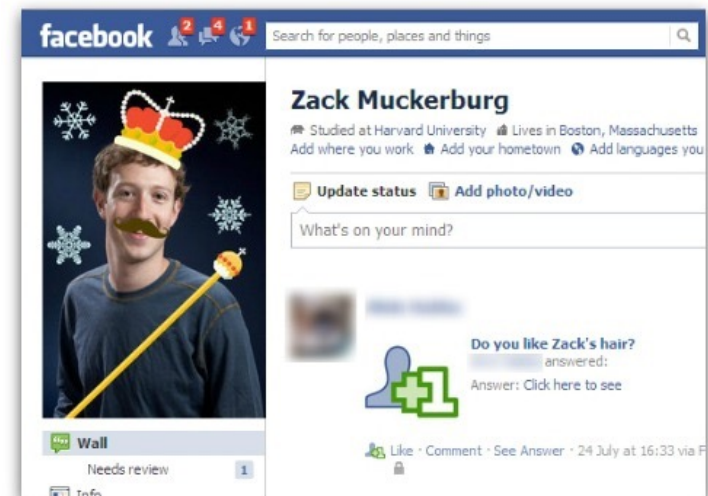 facebook 2 4 1 Search for people, places and things
Zack Muckerburg
Studied at Harvard University Lives in Boston, Massachusetts
Add where you work Add your hometown Add languages you
Update status Add photo/video
What's on your mind?
Do you like Zack's hair?
answered:
Answer: Click here to see
Like · Comment · See Answer · 24 July at 16:33 via F
Wall
Needs review 1
Info